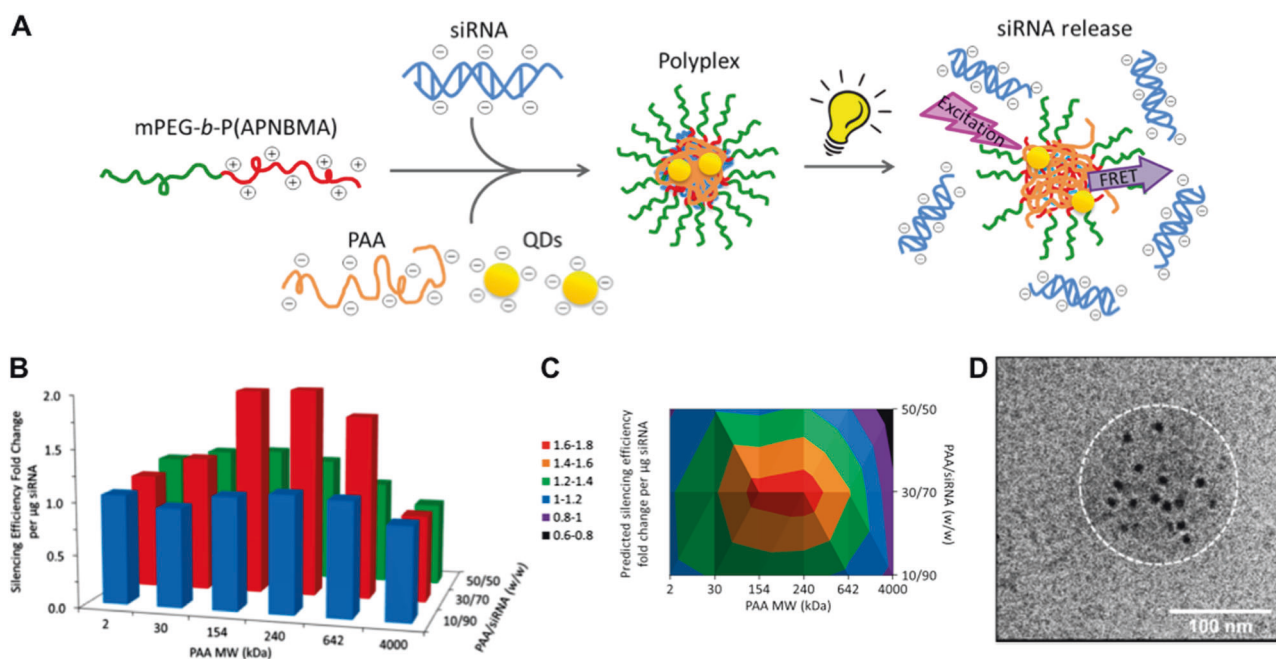 A
siRNA
siRNA release
Polyplex
mPEG-b-P(APNBMA)
Excitation
FRET
PAA
QDs
B
Silencing Efficiency Fold Change
per µg siRNA
2.0
1.5
1.0
0.5
0.0
2
30
154
240
642
4000
PAA MW (kDa)
50/50
30/70
10/90
PAA/siRNA (w/w)
C
1.6-1.8
1.4-1.6
1.2-1.4
1-1.2
0.8-1
0.6-0.8
Predicted silencing efficiency
fold change per µg siRNA
50/50
30/70
10/90
PAA/siRNA (w/w)
2 30 154 240 642 4000
PAA MW (kDa)
D
100 nm